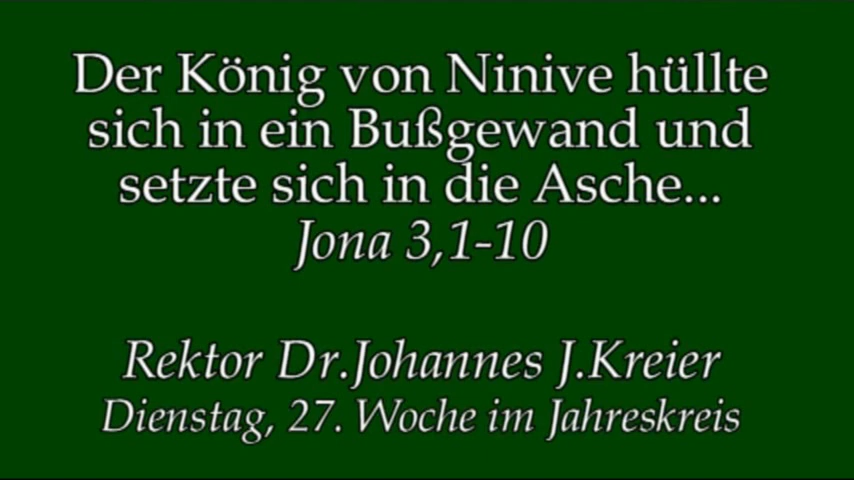 Der König von Ninive hüllte
sich in ein Bußgewand und
setzte sich in die Asche...
Jona 3,1-10
Rektor Dr.Johannes J.Kreier
Dienstag, 27. Woche im Jahreskreis